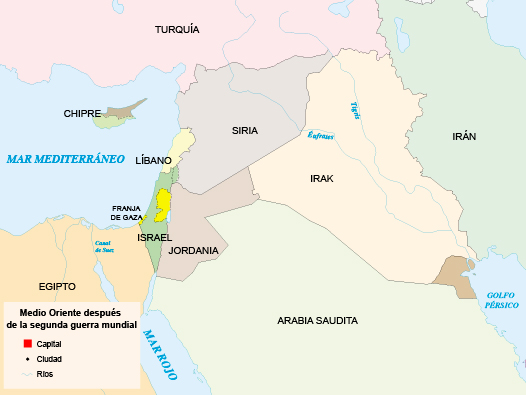 TURQUÍA
CHIPRE
SIRIA
Tigris
Éufrates
IRÁN
MAR MEDITERRÁNEO
LÍBANO
IRAK
FRANJA
DE GAZA
ISRAEL
JORDANIA
Canal
de Suez
EGIPTO
GOLFO
PÉRSICO
ARABIA SAUDITA
MAR ROJO
Medio Oriente después
de la segunda guerra mundial
Capital
Ciudad
Ríos